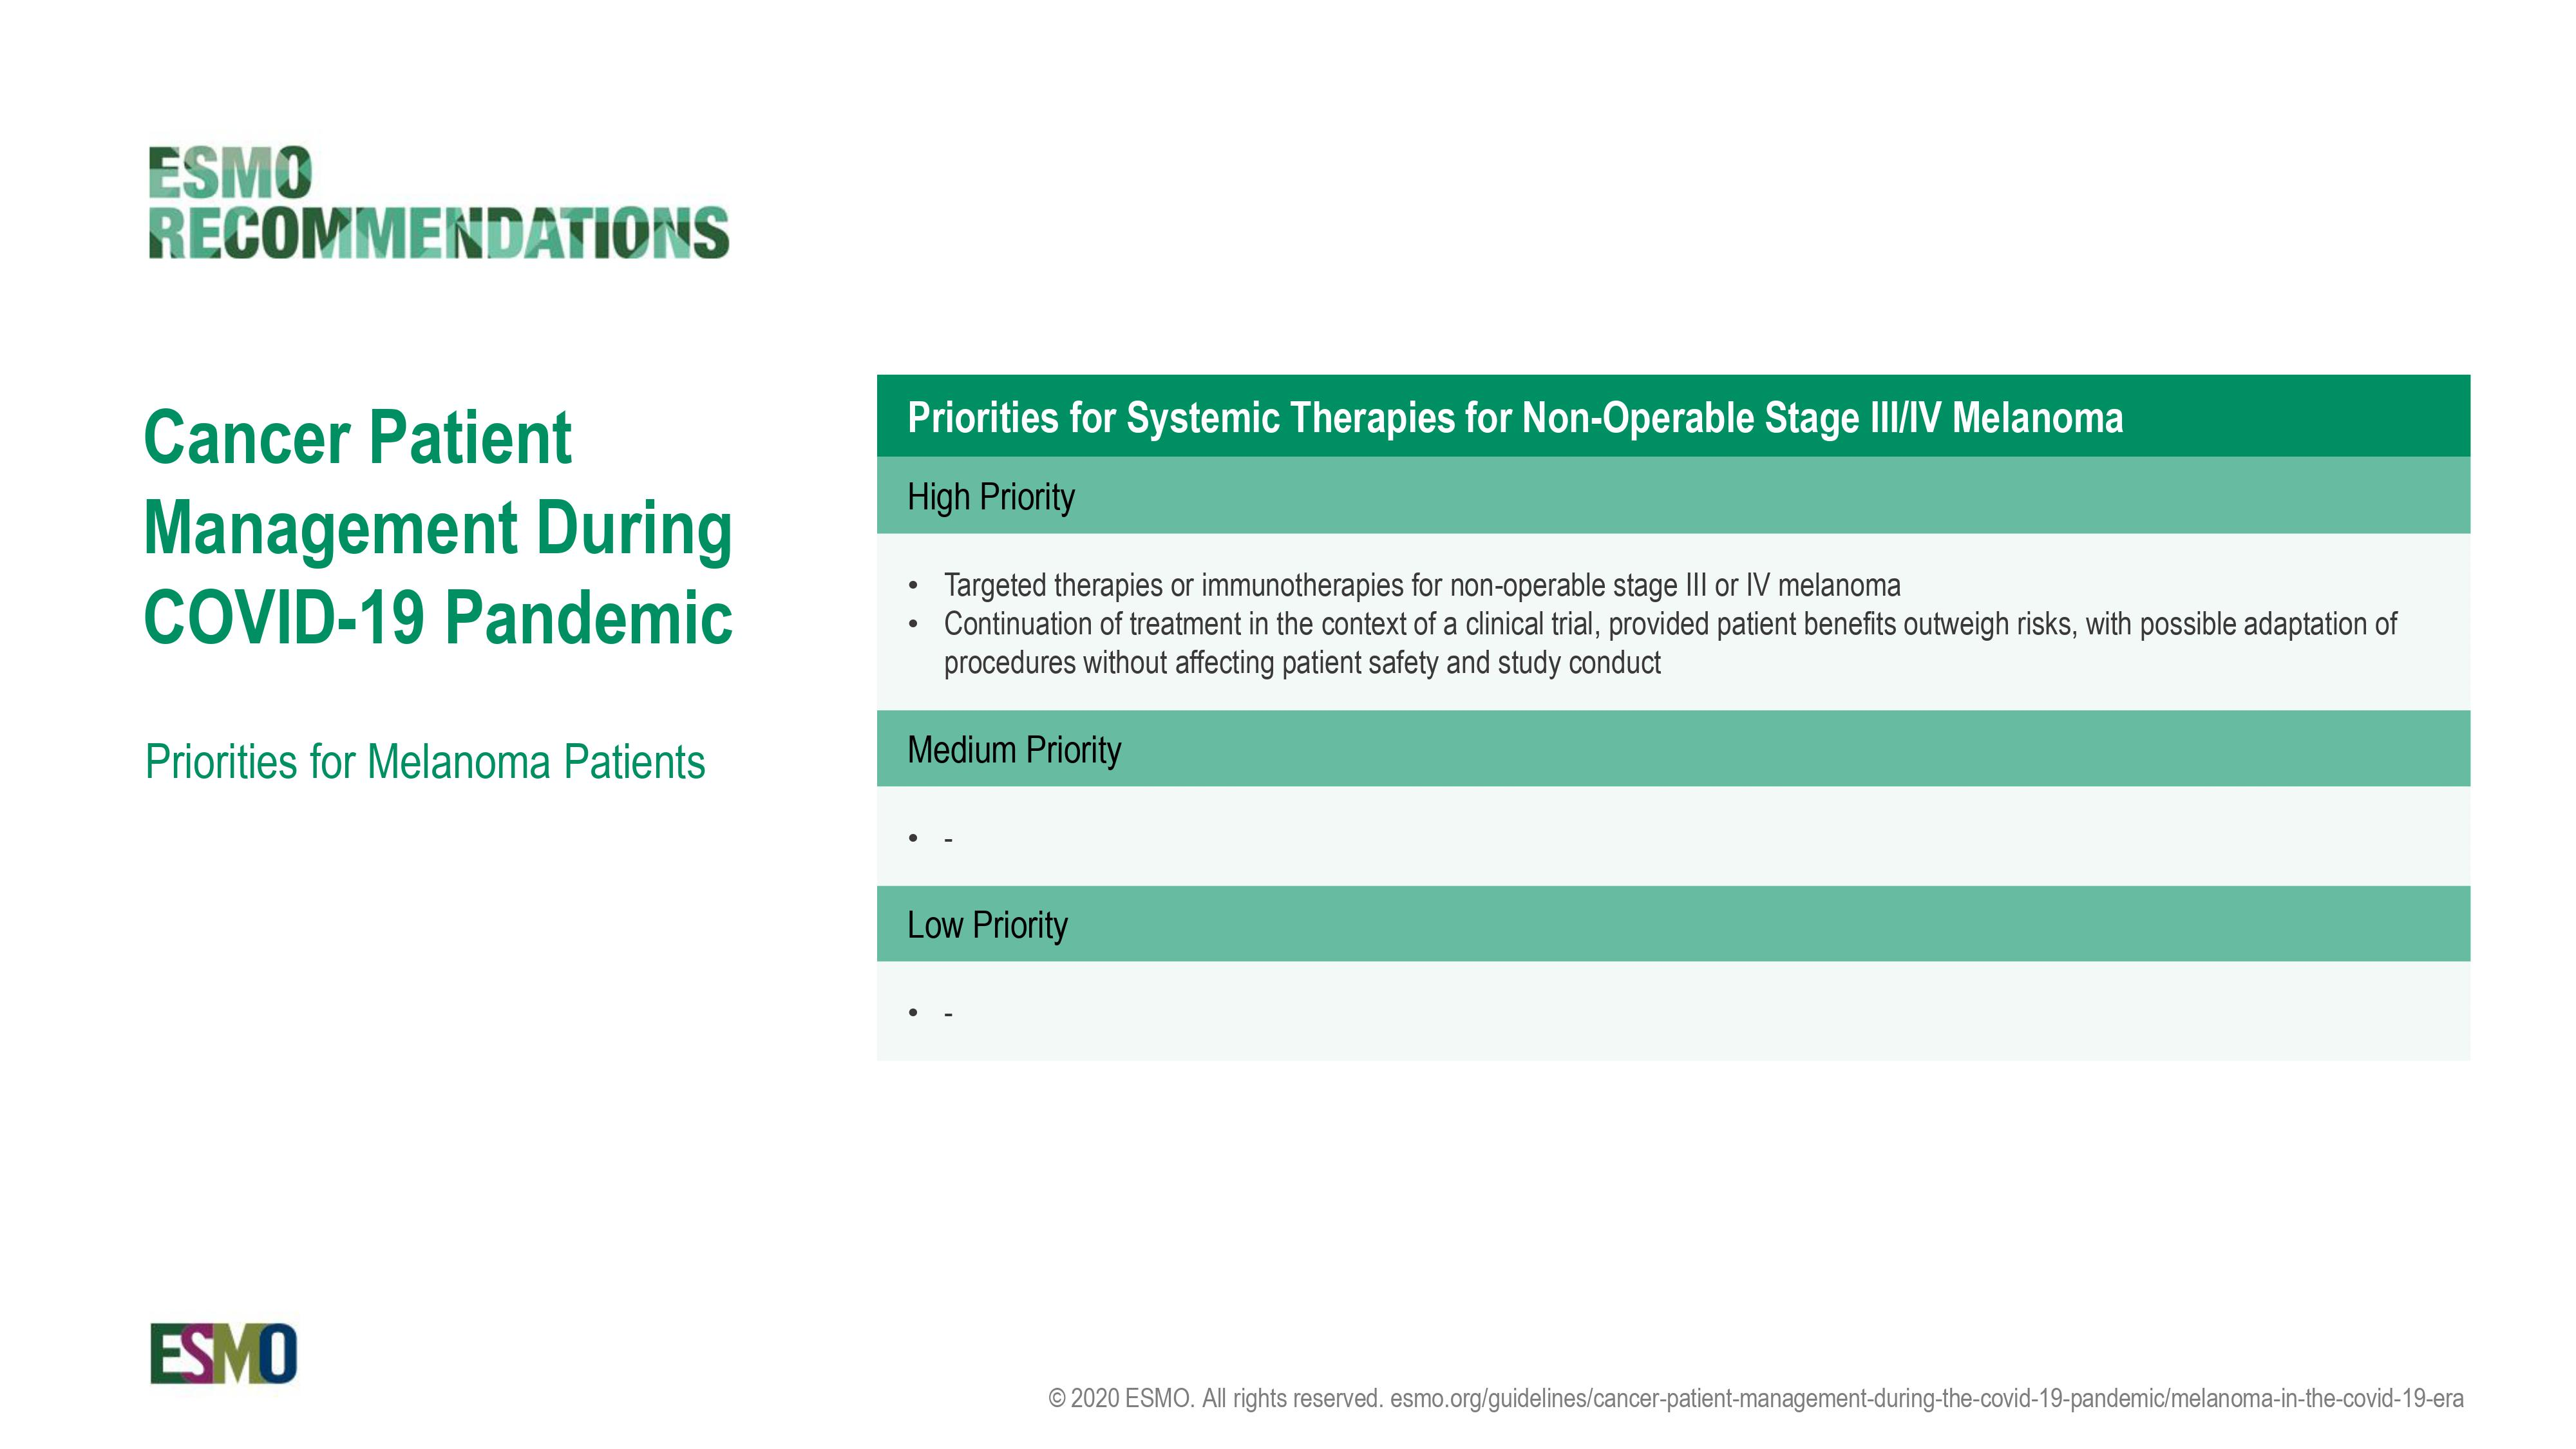 ESMO
RECOMMENDATIONS
Cancer Patient
Management During
COVID-19 Pandemic
Priorities for Melanoma Patients
Priorities for Systemic Therapies for Non-Operable Stage III/IV Melanoma
High Priority
• Targeted therapies or immunotherapies for non-operable stage III or IV melanoma
• Continuation of treatment in the context of a clinical trial, provided patient benefits outweigh risks, with possible adaptation of
procedures without affecting patient safety and study conduct
Medium Priority
• -
Low Priority
• -
ESMO
© 2020 ESMO. All rights reserved. esmo.org/guidelines/cancer-patient-management-during-the-covid-19-pandemic/melanoma-in-the-covid-19-era